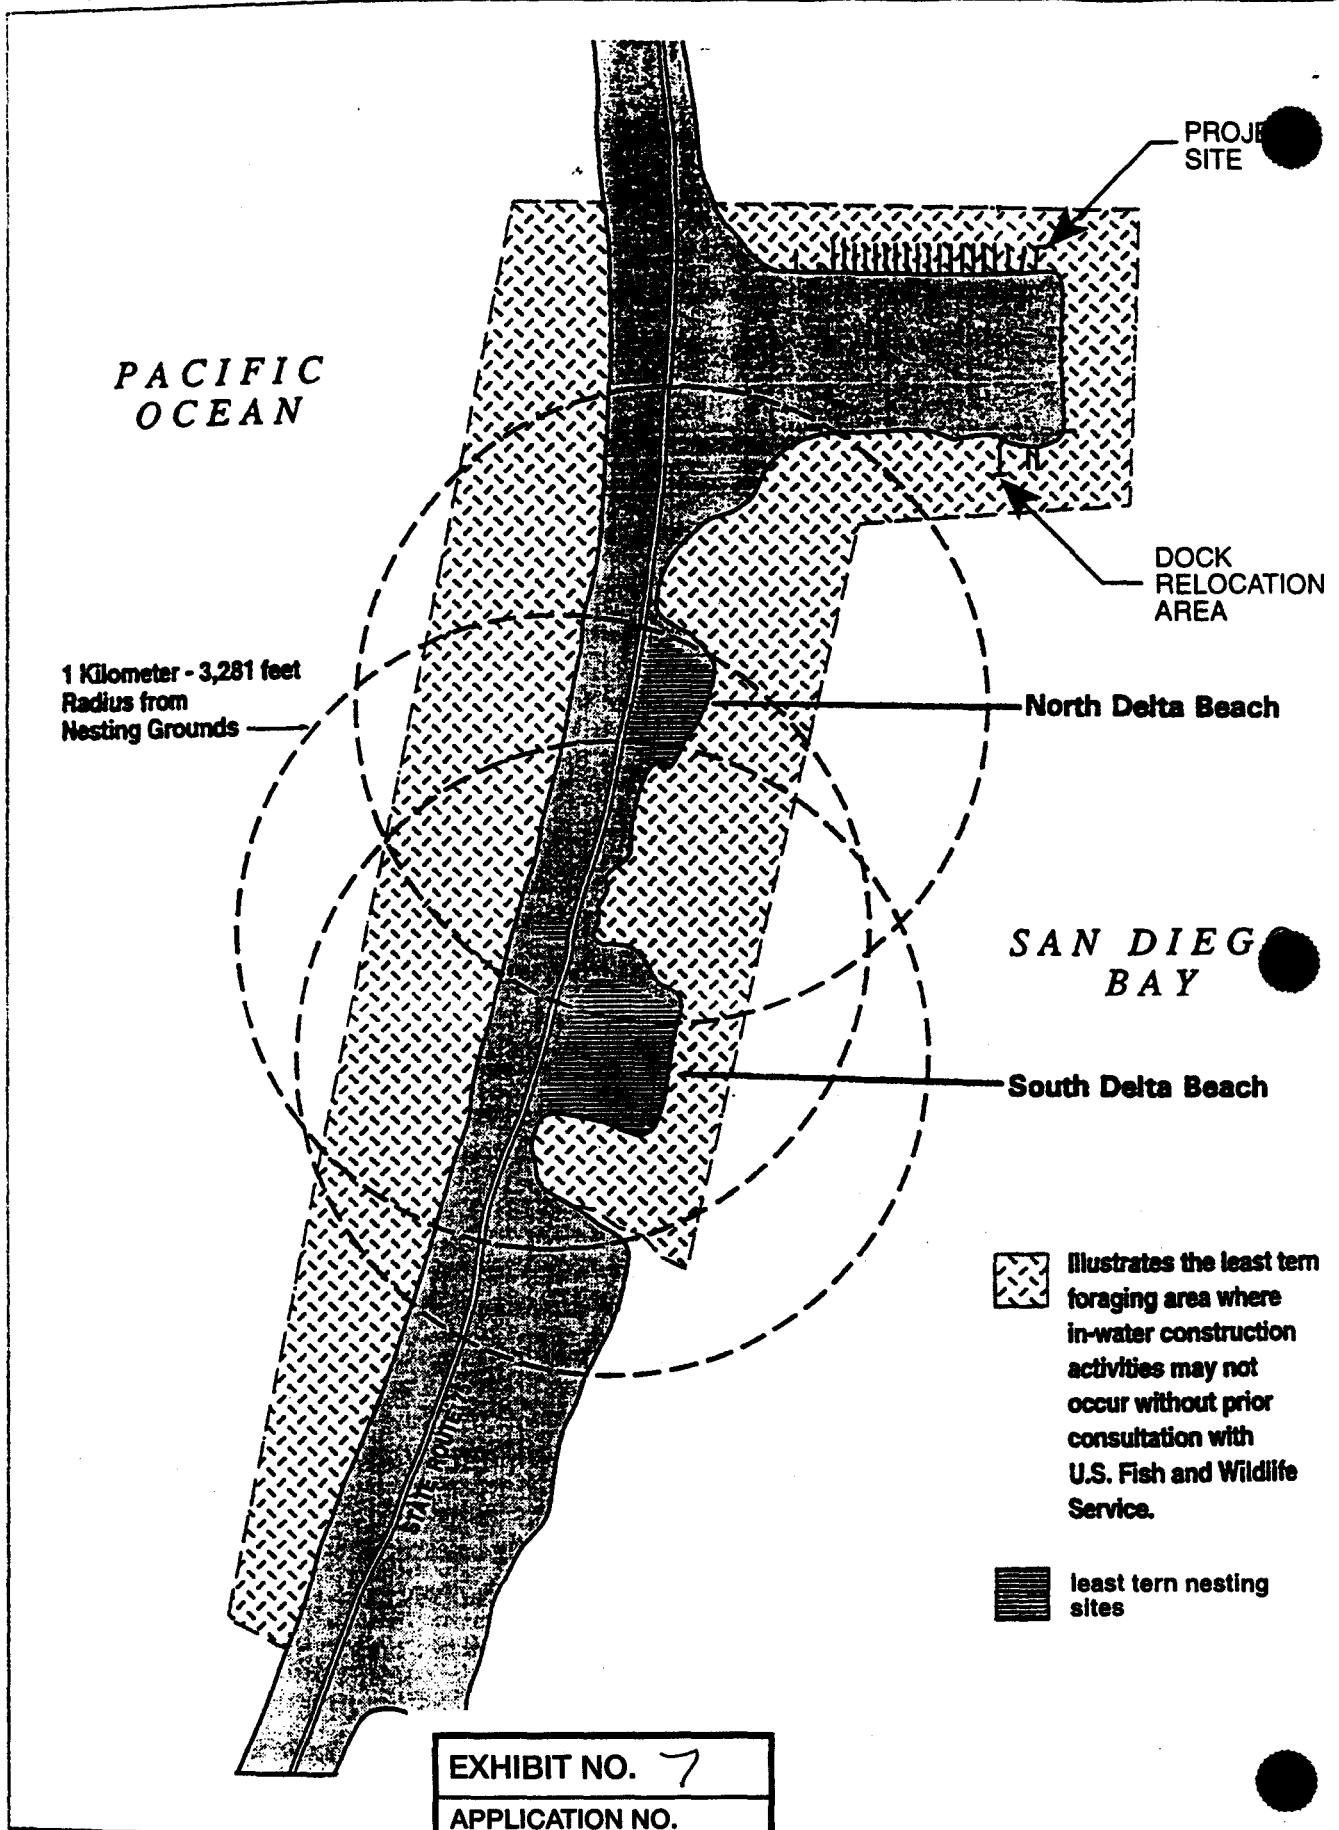 PROJE
SITE
PACIFIC
OCEAN
DOCK
RELOCATION
AREA
1 Kilometer - 3,281 feet
Radius from
Nesting Grounds
North Delta Beach
SAN DIEG
BAY
South Delta Beach
Illustrates the least tern
foraging area where
in-water construction
activities may not
occur without prior
consultation with
U.S. Fish and Wildlife
Service.
STATE ROUTE
least tern nesting
sites
EXHIBIT NO. 7
APPLICATION NO.